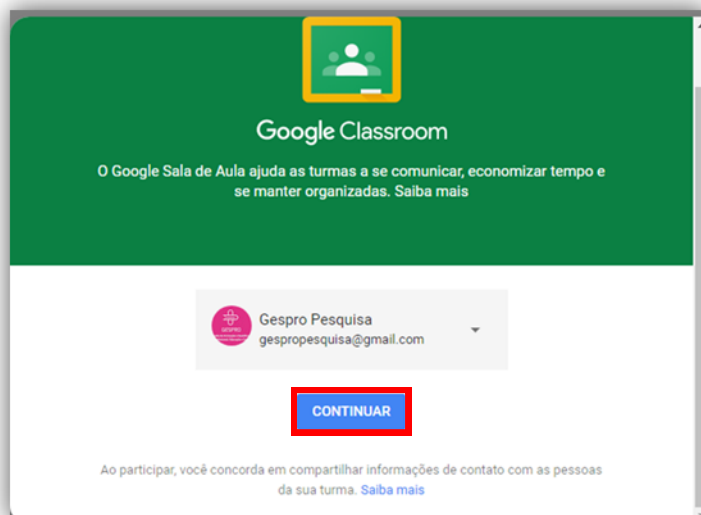 Google Classroom
O Google Sala de Aula ajuda as turmas a se comunicar, economizar tempo e
se manter organizadas. Saiba mais
GESPRO
Gespro Pesquisa
gespropesquisa@gmail.com
CONTINUAR
Ao participar, você concorda em compartilhar informações de contato com as pessoas
da sua turma. Saiba mais